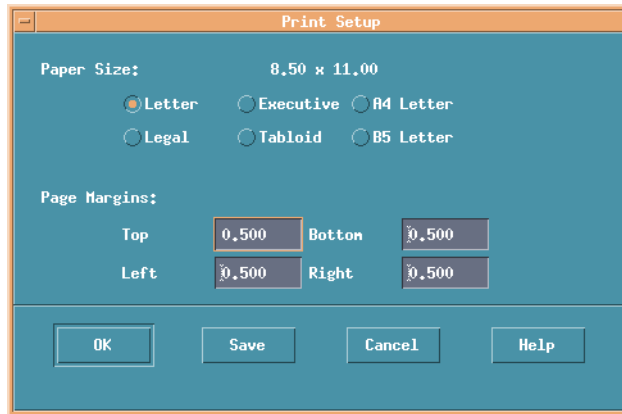 Print Setup
Paper Size: 8.50 x 11.00
Letter Executive A4 Letter
Legal Tabloid B5 Letter
Page Margins:
Top 0.500 Bottom 0.500
Left 0.500 Right 0.500
OK Save Cancel Help